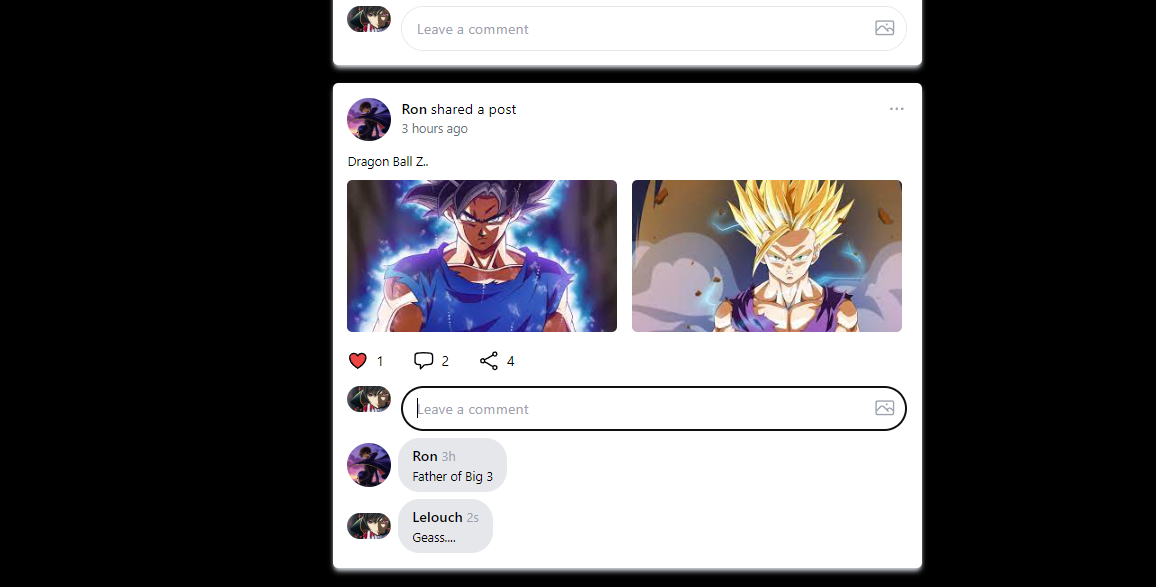 Leave a comment
Ron shared a post
3 hours ago
Dragon Ball Z..
1 2 4
Leave a comment
Ron 3h
Father of Big 3
Lelouch 2s
Geass....